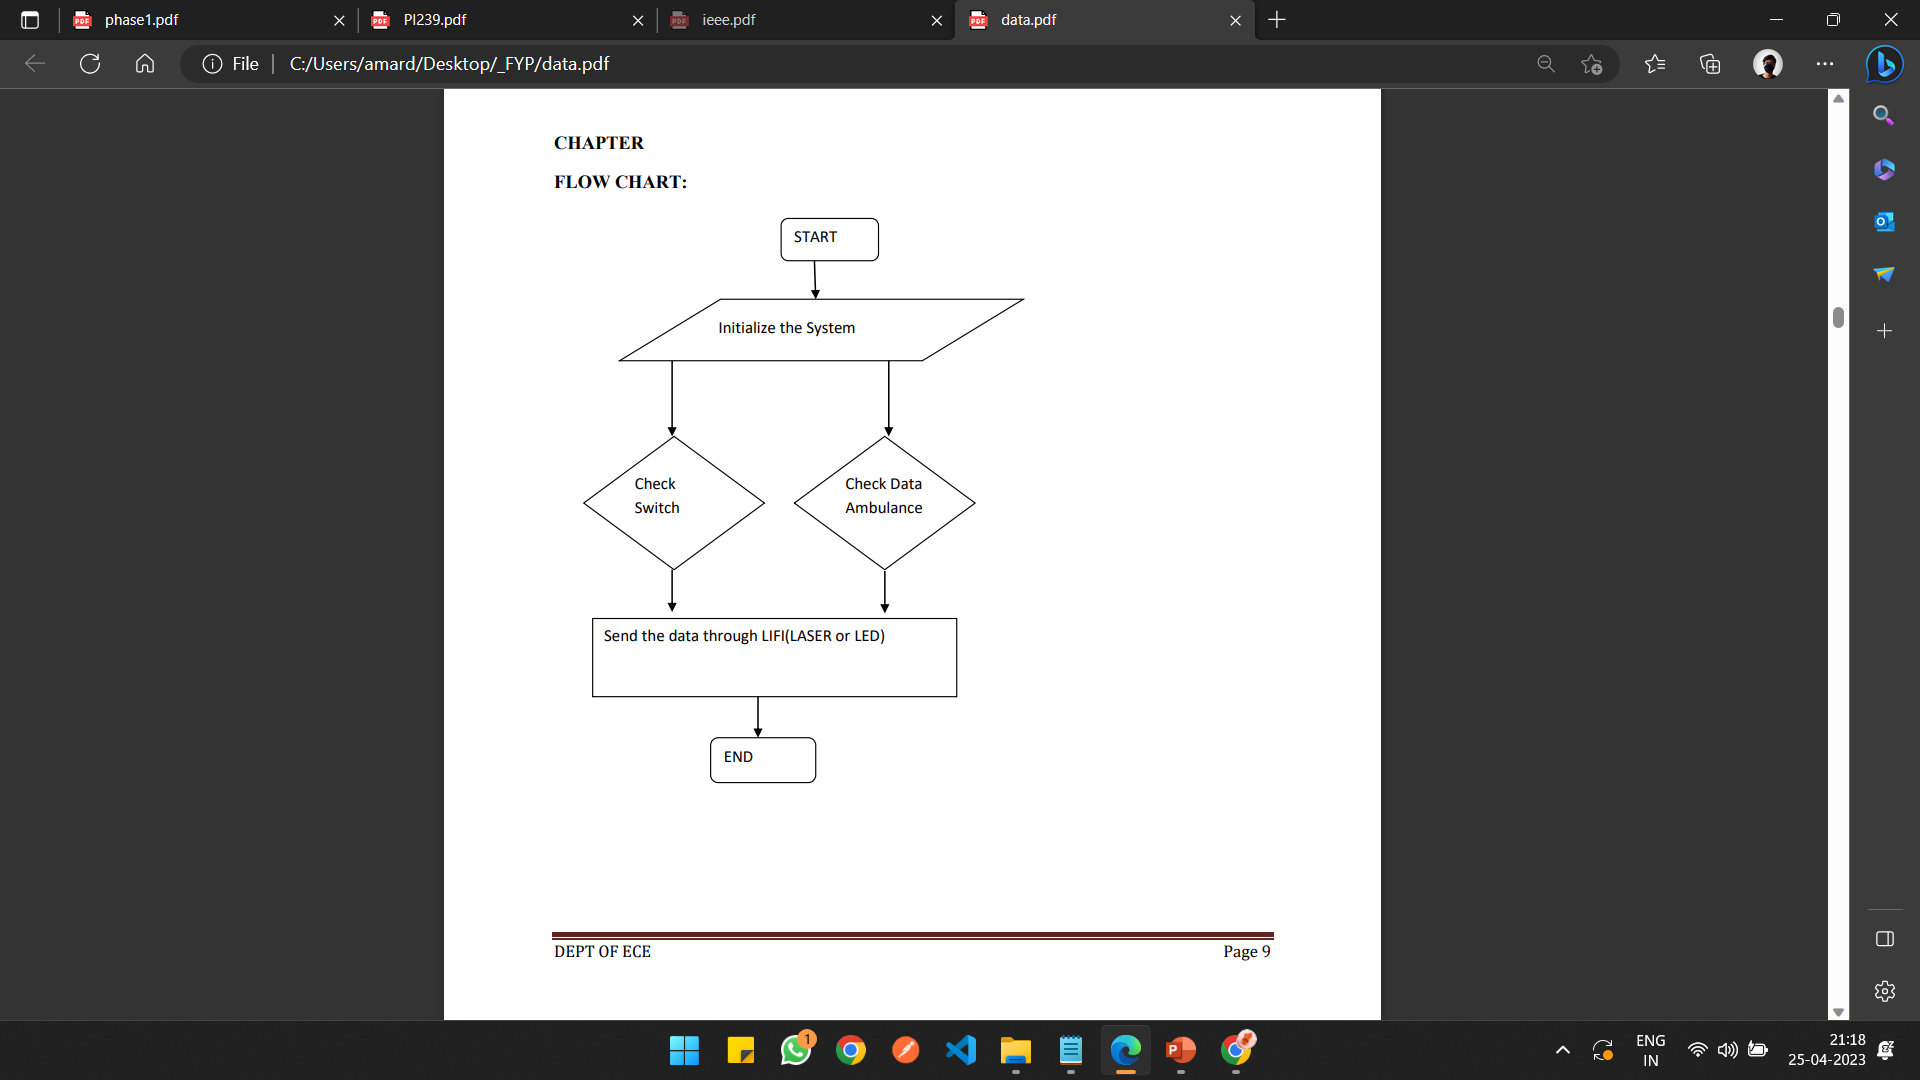 phase1.pdf
PI239.pdf
ieee.pdf
data.pdf
File
C:/Users/amard/Desktop/_FYP/data.pdf
CHAPTER
FLOW CHART:
START
Initialize the System
Check
Switch
Check Data
Ambulance
Send the data through LIFI(LASER or LED)
END
DEPT OF ECE
Page 9
1
ENG
IN
21:18
25-04-2023